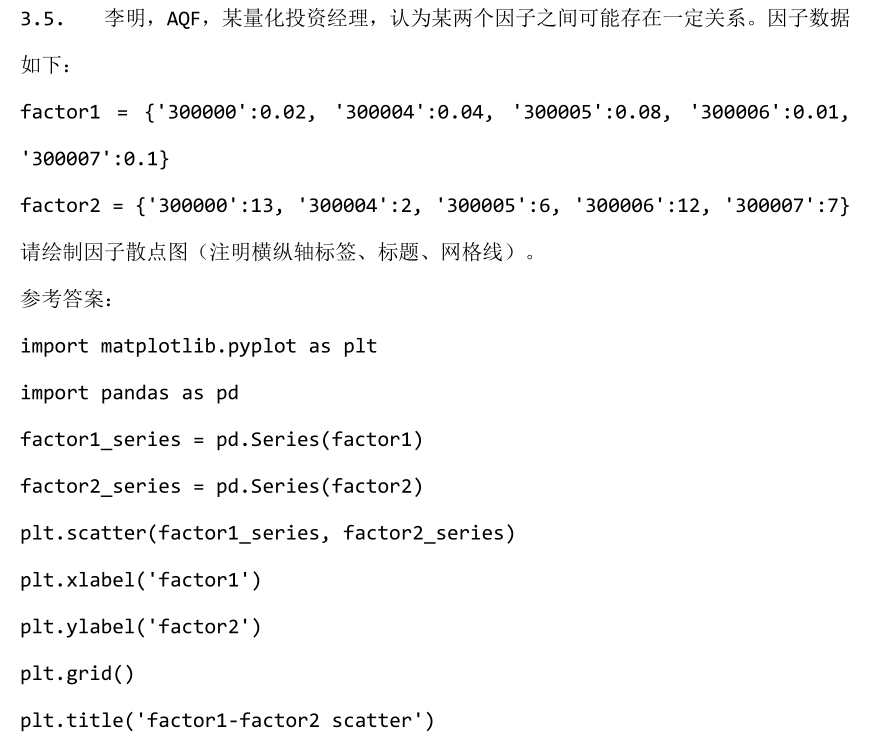 3.5. 李明，AQF，某量化投资经理，认为某两个因子之间可能存在一定关系。因子数据
如下：
factor1 = {'300000':0.02, '300004':0.04, '300005':0.08, '300006':0.01,
'300007':0.1}
factor2 = {'300000':13, '300004':2, '300005':6, '300006':12, '300007':7}
请绘制因子散点图（注明横纵轴标签、标题、网格线）。
参考答案：
import matplotlib.pyplot as plt
import pandas as pd
factor1_series = pd.Series(factor1)
factor2_series = pd.Series(factor2)
plt.scatter(factor1_series, factor2_series)
plt.xlabel('factor1')
plt.ylabel('factor2')
plt.grid()
plt.title('factor1-factor2 scatter')